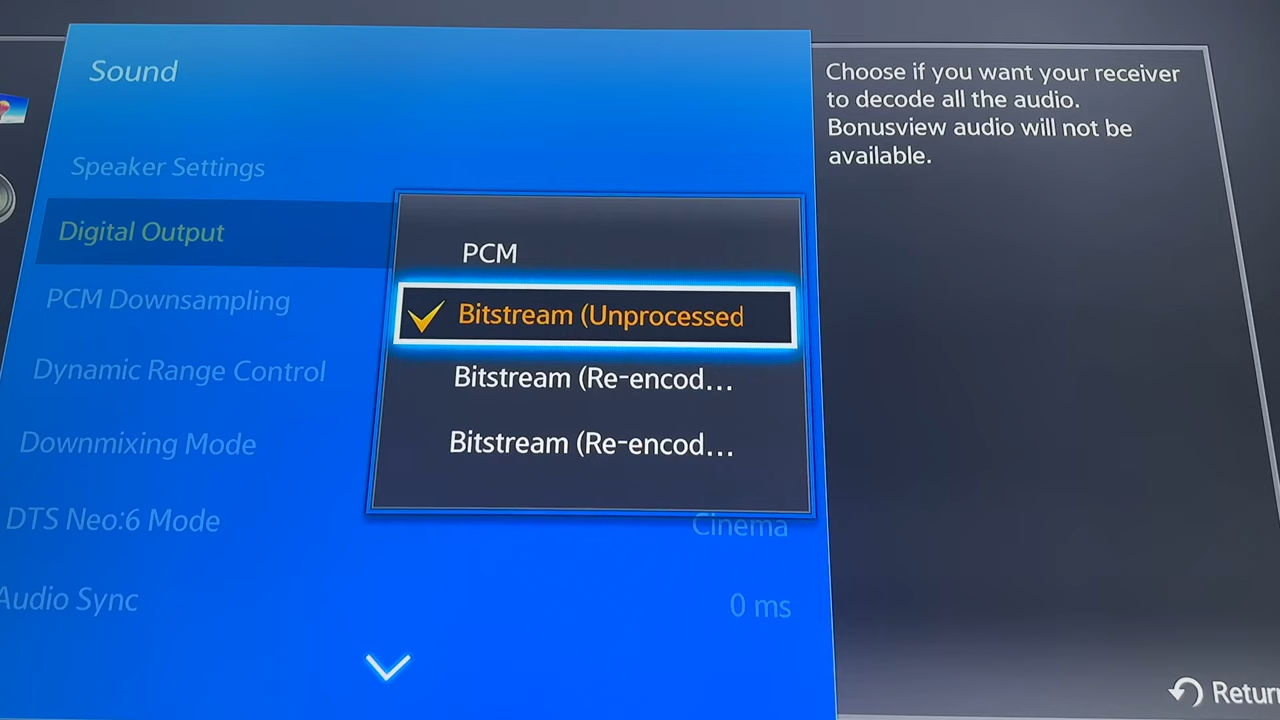 Sound
Speaker Settings
Digital Output
PCM Downsampling
Dynamic Range Control
Downmixing Mode
DTS Neo:6 Mode
Cinema
Audio Sync
0 ms
PCM
Bitstream (Unprocessed
Bitstream (Re-encod...
Bitstream (Re-encod...
Choose if you want your receiver
to decode all the audio.
Bonusview audio will not be
available.
Return